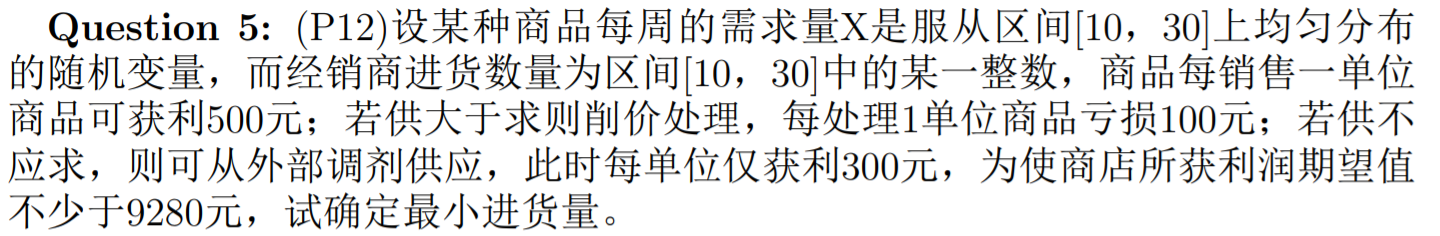 Question 5: (P12)设某种商品每周的需求量X是服从区间[10，30]上均匀分布
的随机变量，而经销商进货数量为区间[10，30]中的某一整数，商品每销售一单位
商品可获利500元；若供大于求则削价处理，每处理1单位商品亏损100元；若供不
应求，则可从外部调剂供应，此时每单位仅获利300元，为使商店所获利润期望值
不少于9280元，试确定最小进货量。